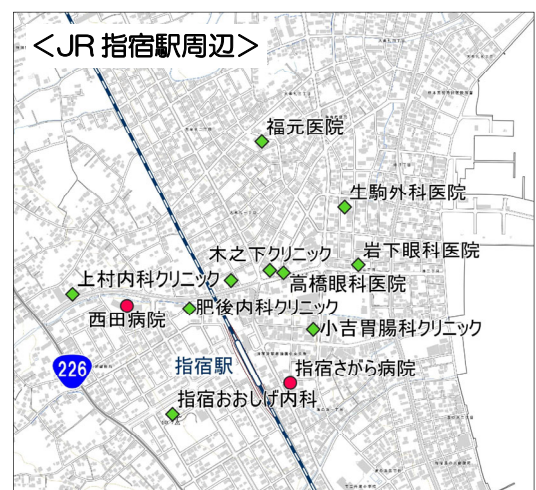 ＜JR 指宿駅周辺＞
福元医院
生駒外科医院
木之下クリニック
岩下眼科医院
上村内科クリニック
高橋眼科医院
肥後内科クリニック
西田病院
小吉胃腸科クリニック
指宿駅
指宿さがら病院
226
指宿おおしげ内科